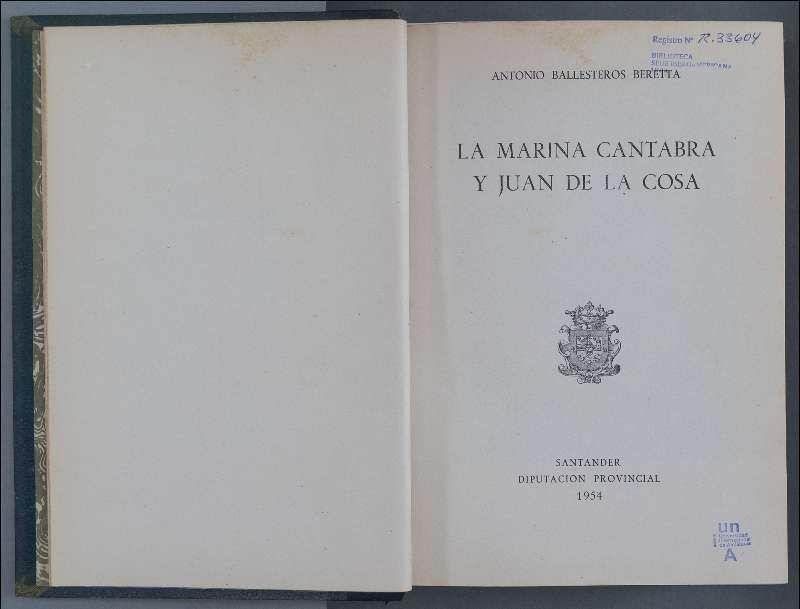 Registro Nº R.33604
BIBLIOTECA
ANTONIO BALLESTEROS BERETTA
LA MARINA CANTABRA
Y JUAN DE LA COSA
SANTANDER
DIPUTACION PROVINCIAL
1954
un
i
A